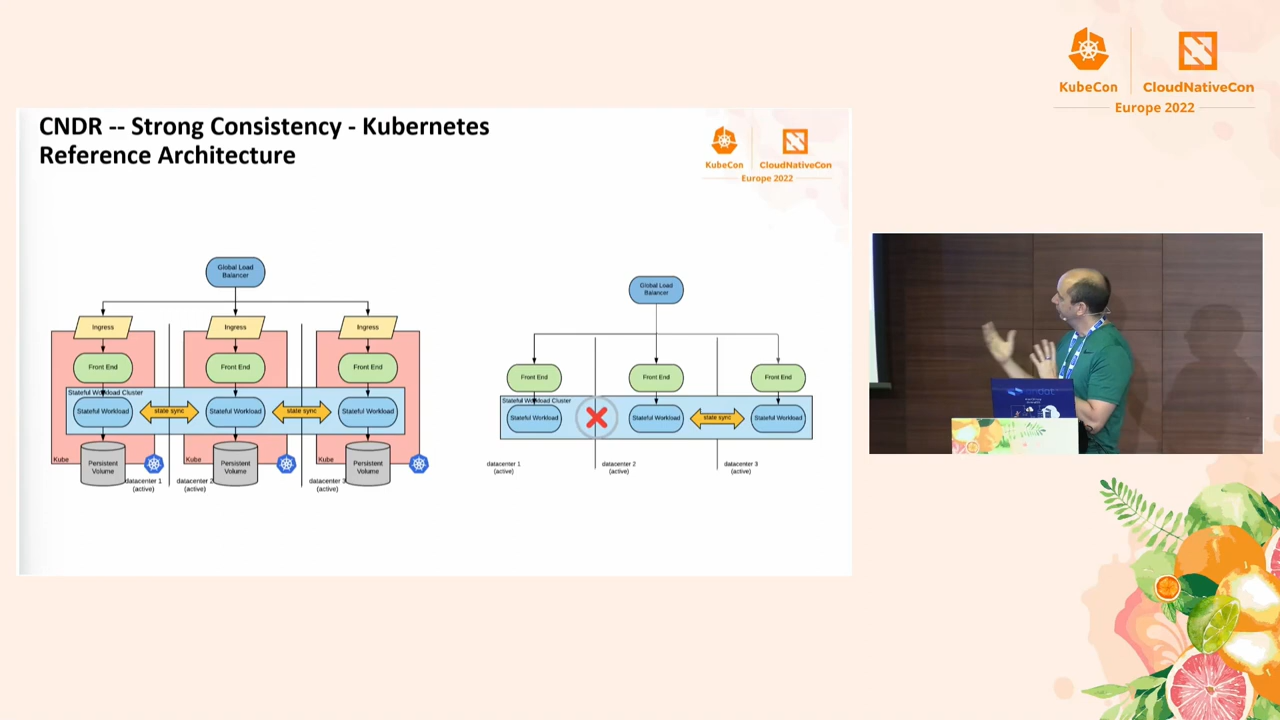 KubeCon
CloudNativeCon
Europe 2022
CNDR -- Strong Consistency - Kubernetes
Reference Architecture
KubeCon
CloudNativeCon
Europe 2022
Global Load
Balancer
Ingress
Ingress
Ingress
Front End
Front End
Front End
Stateful Workload Cluster
Stateful Workload
state sync
Stateful Workload
state sync
Stateful Workload
Kube
Persistent
Volume
Kube
Persistent
Volume
Kube
Persistent
Volume
datacenter 1
(active)
datacenter 2
(active)
datacenter 3
(active)
Global Load
Balancer
Front End
Front End
Front End
Stateful Workload Cluster
Stateful Workload
Stateful Workload
state sync
Stateful Workload
datacenter 1
(active)
datacenter 2
(active)
datacenter 3
(active)